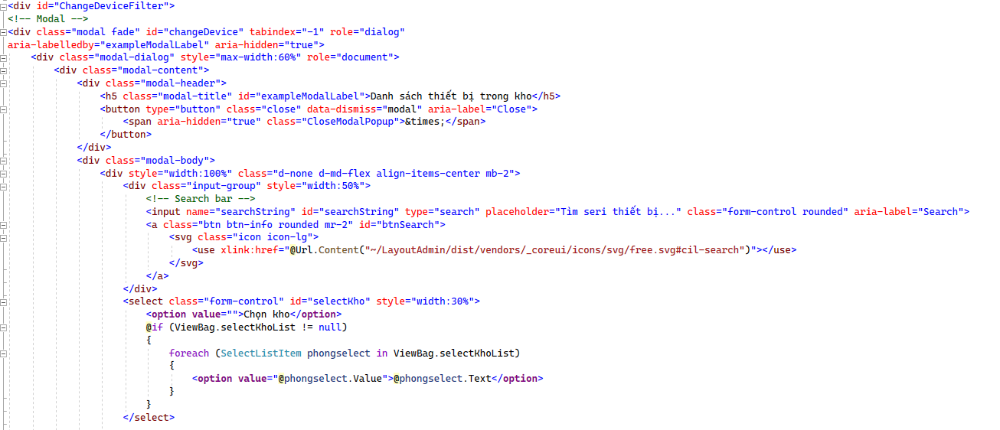 <div id="ChangeDeviceFilter">
<!-- Modal -->
<div class="modal fade" id="changeDevice" tabindex="-1" role="dialog"
aria-labelledby="exampleModalLabel" aria-hidden="true">
<div class="modal-dialog" style="max-width:60%" role="document">
<div class="modal-content">
<div class="modal-header">
<h5 class="modal-title" id="exampleModalLabel">Danh sách thiết bị trong kho</h5>
<button type="button" class="close" data-dismiss="modal" aria-label="Close">
<span aria-hidden="true" class="CloseModalPopup">&times;</span>
</button>
</div>
<div class="modal-body">
<div style="width:100%" class="d-none d-md-flex align-items-center mb-2">
<div class="input-group" style="width:50%">
<!-- Search bar -->
<input name="searchString" id="searchString" type="search" placeholder="Tìm seri thiết bị..." class="form-control rounded" aria-label="Search">
<a class="btn btn-info rounded mr-2" id="btnSearch">
<svg class="icon icon-lg">
<use xlink:href="@Url.Content("~/LayoutAdmin/dist/vendors/_coreui/icons/svg/free.svg#cil-search")"></use>
</svg>
</a>
</div>
<select class="form-control" id="selectKho" style="width:30%">
<option value="">Chọn kho</option>
@if (ViewBag.selectKhoList != null)
{
foreach (SelectListItem phongselect in ViewBag.selectKhoList)
{
<option value="@phongselect.Value">@phongselect.Text</option>
}
}
</select>